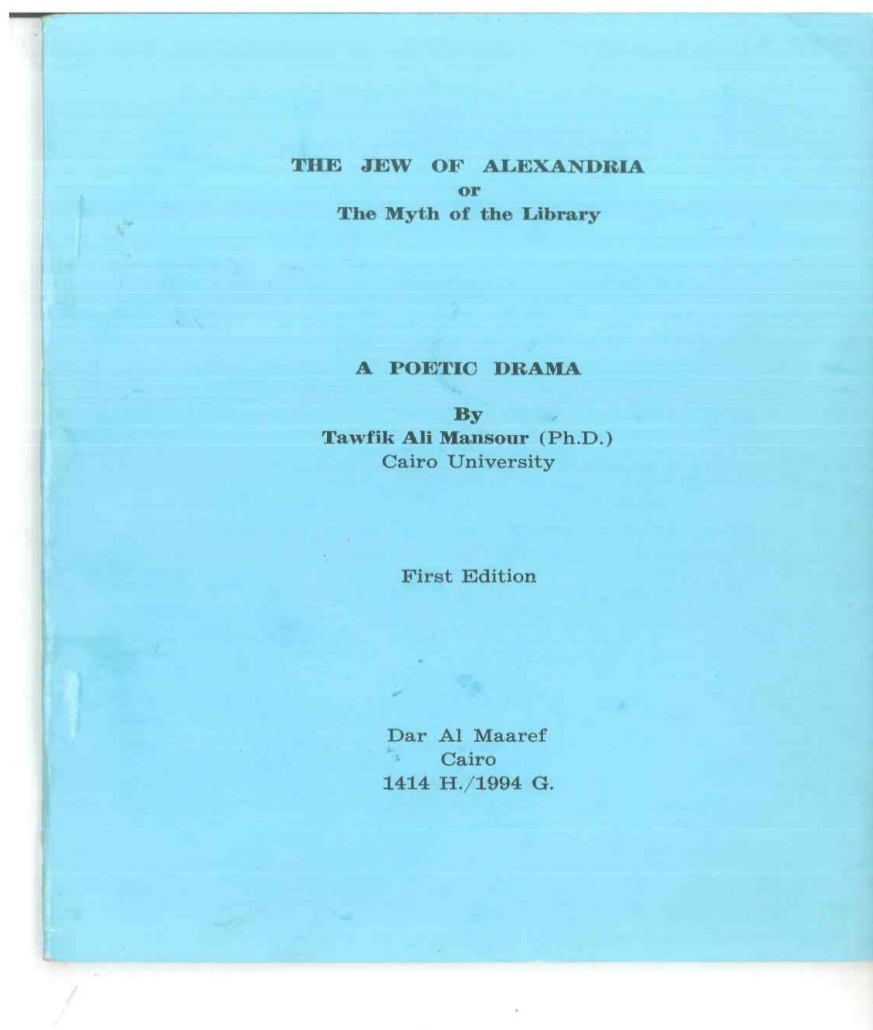 THE JEW OF ALEXANDRIA
or
The Myth of the Library
A POETIC DRAMA
By
Tawfik Ali Mansour (Ph.D.)
Cairo University
First Edition
Dar Al Maaref
Cairo
1414 H./1994 G.